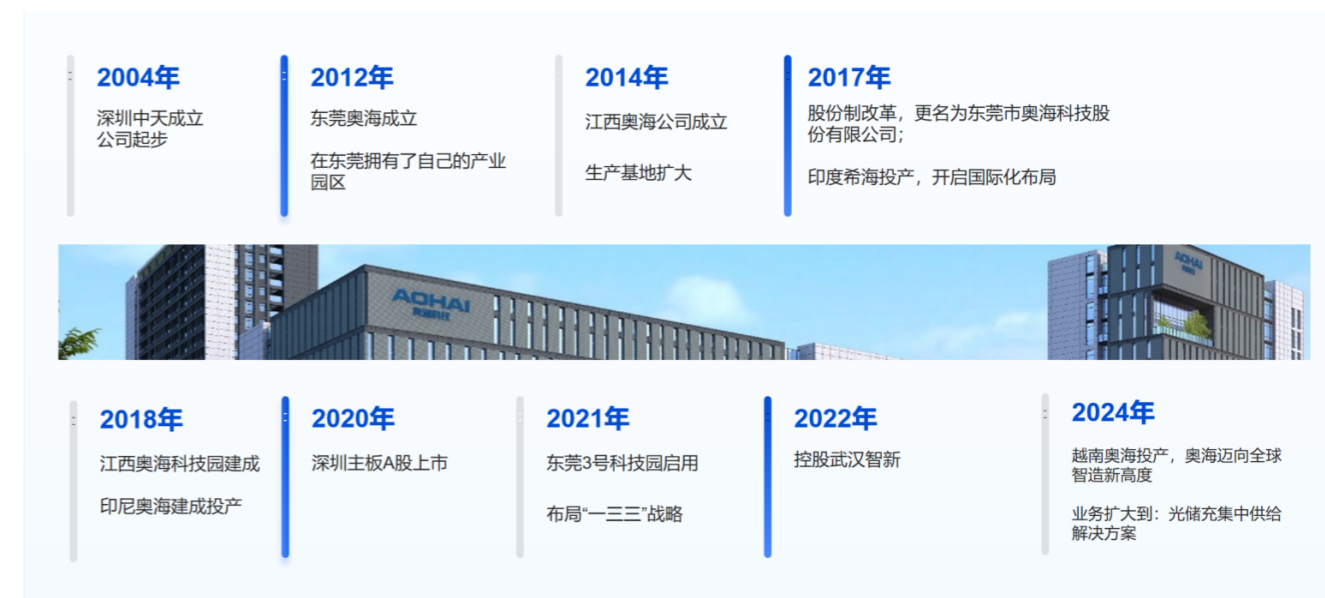 2004年
深圳中天成立
公司起步
2012年
东莞奥海成立
在东莞拥有了自己的产业
园区
2014年
江西奥海公司成立
生产基地扩大
2017年
股份制改革，更名为东莞市奥海科技股
份有限公司；
印度希海投产，开启国际化布局
AOHAI
奥海科技
AOHAI
2018年
江西奥海科技园建成
印尼奥海建成投产
2020年
深圳主板A股上市
2021年
东莞3号科技园启用
布局“一三三”战略
2022年
控股武汉智新
2024年
越南奥海投产，奥海迈向全球
智造新高度
业务扩大到：光储充集中供给
解决方案